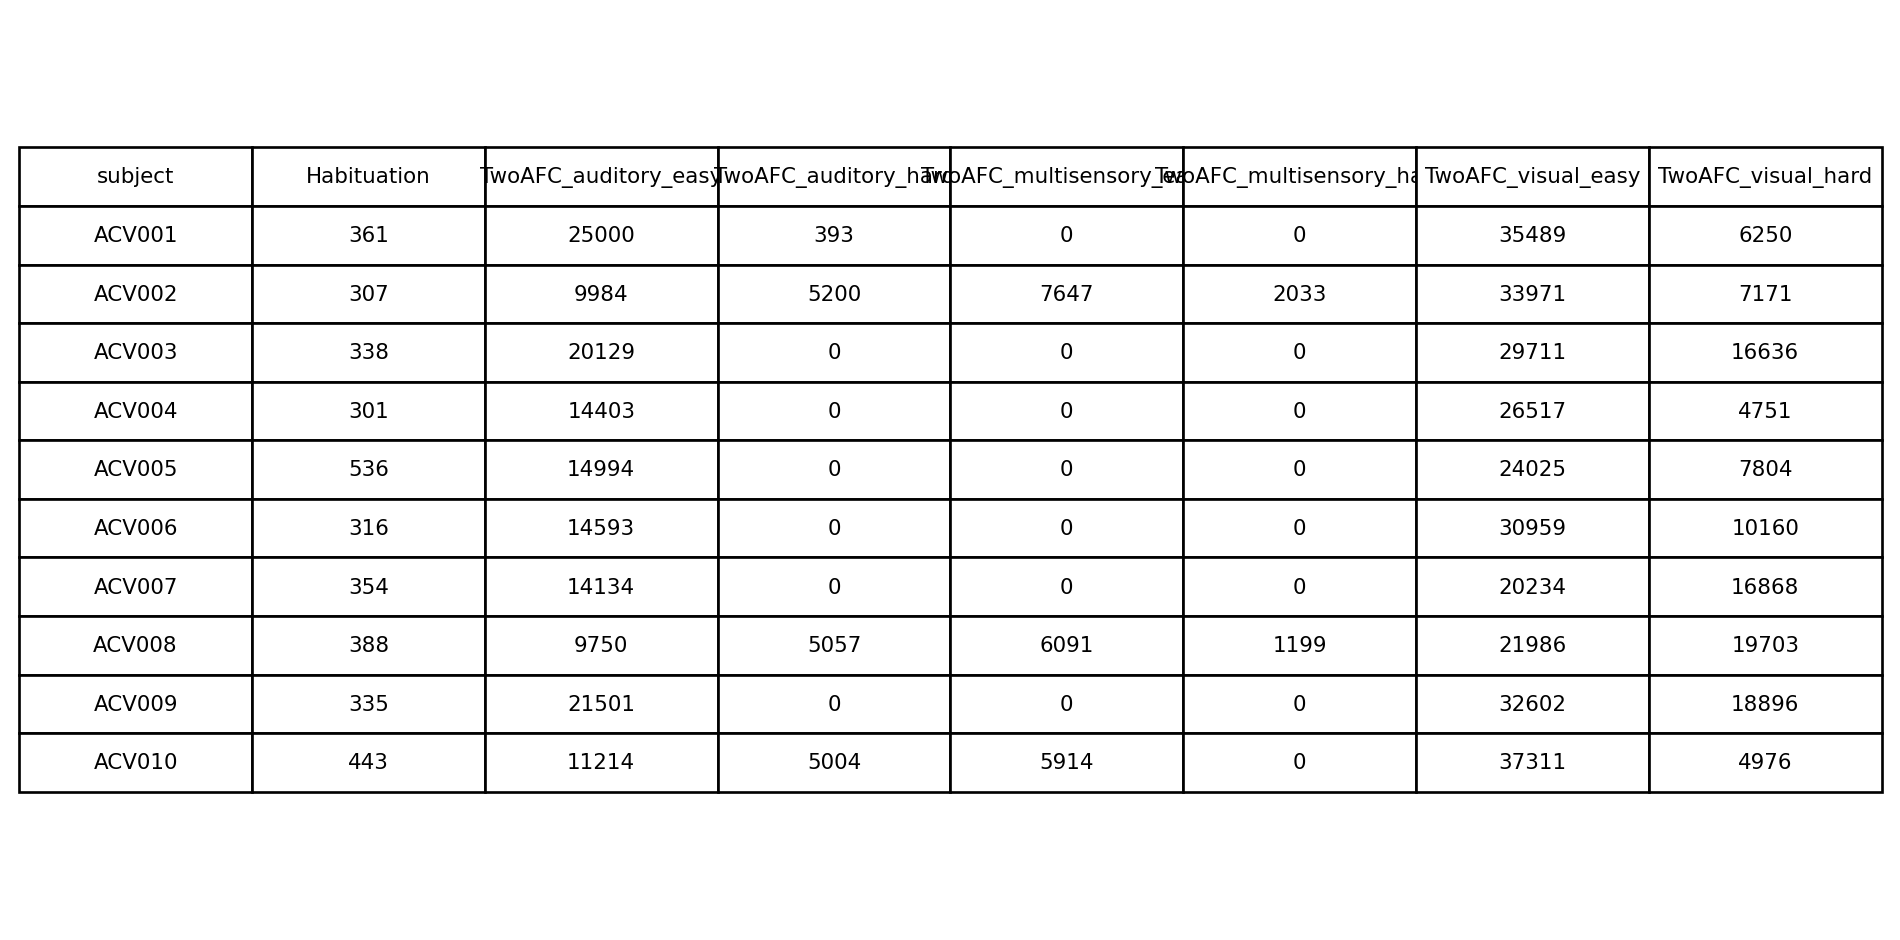 subject Habituation TwoAFC_auditory_easy TwoAFC_auditory_hard TwoAFC_multisensory_ea TwoAFC_multisensory_ha TwoAFC_visual_easy TwoAFC_visual_hard
ACV001 361 25000 393 0 0 35489 6250
ACV002 307 9984 5200 7647 2033 33971 7171
ACV003 338 20129 0 0 0 29711 16636
ACV004 301 14403 0 0 0 26517 4751
ACV005 536 14994 0 0 0 24025 7804
ACV006 316 14593 0 0 0 30959 10160
ACV007 354 14134 0 0 0 20234 16868
ACV008 388 9750 5057 6091 1199 21986 19703
ACV009 335 21501 0 0 0 32602 18896
ACV010 443 11214 5004 5914 0 37311 4976